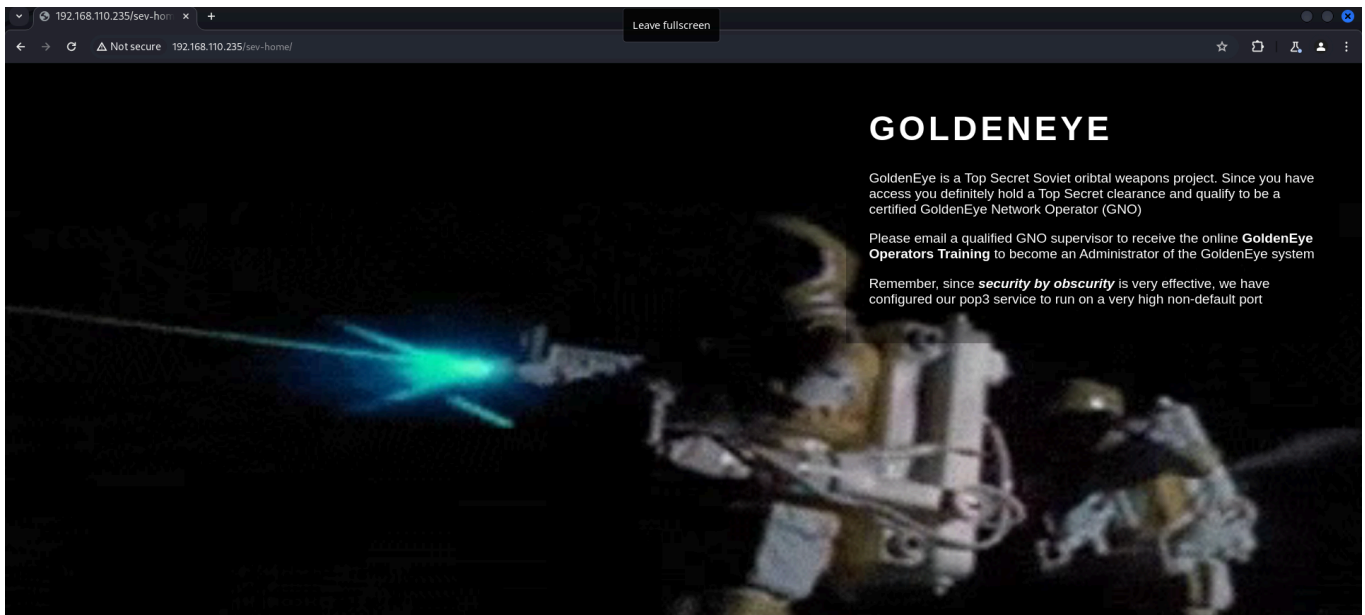 192.168.110.235/sev-hom
Leave fullscreen
Not secure 192.168.110.235/sev-home/
GOLDENEYE
GoldenEye is a Top Secret Soviet oribtal weapons project. Since you have
access you definitely hold a Top Secret clearance and qualify to be a
certified GoldenEye Network Operator (GNO)
Please email a qualified GNO supervisor to receive the online GoldenEye
Operators Training to become an Administrator of the GoldenEye system
Remember, since security by obscurity is very effective, we have
configured our pop3 service to run on a very high non-default port